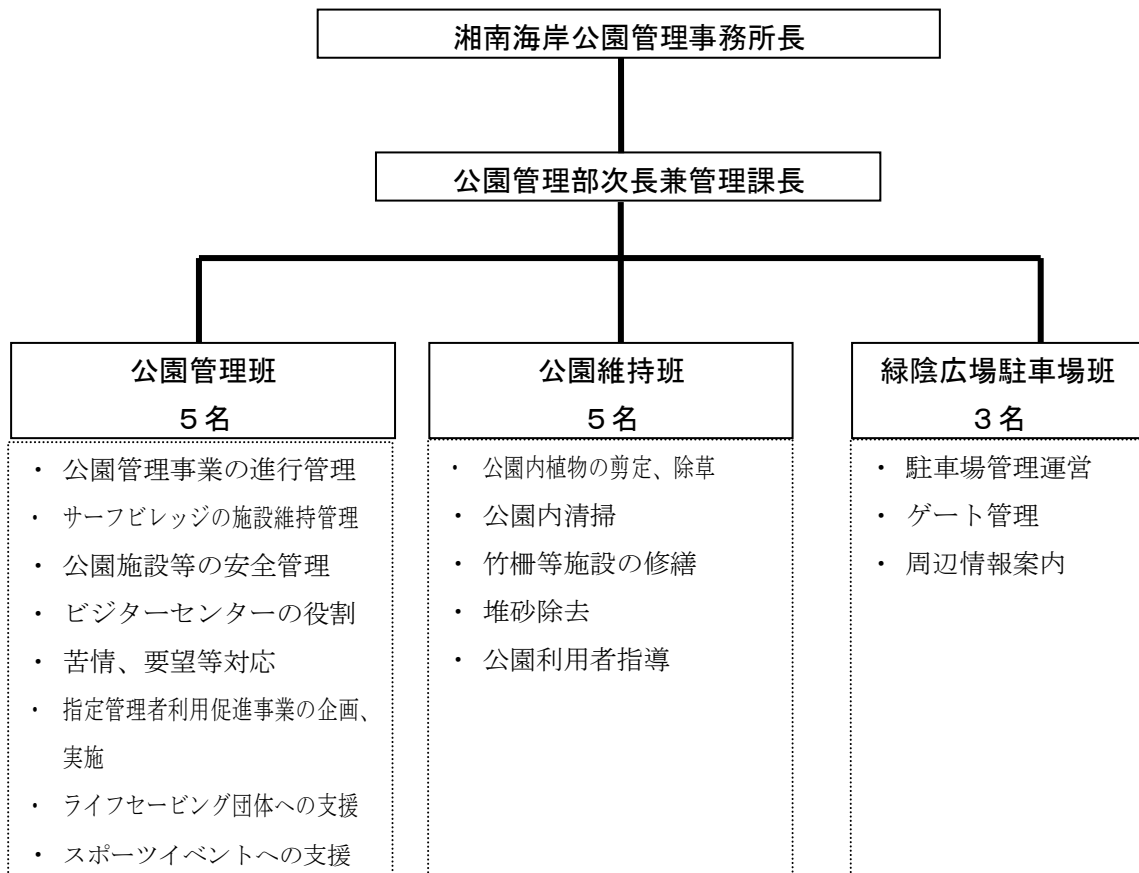 湘南海岸公園管理事務所長
公園管理部次長兼管理課長
公園管理班
５名
・ 公園管理事業の進行管理
・ サーフビレッジの施設維持管理
・ 公園施設等の安全管理
・ ビジターセンターの役割
・ 苦情、要望等対応
・ 指定管理者利用促進事業の企画、
実施
・ ライフセービング団体への支援
・ スポーツイベントへの支援
公園維持班
５名
・ 公園内植物の剪定、除草
・ 公園内清掃
・ 竹柵等施設の修繕
・ 堆砂除去
・ 公園利用者指導
緑陰広場駐車場班
３名
・ 駐車場管理運営
・ ゲート管理
・ 周辺情報案内